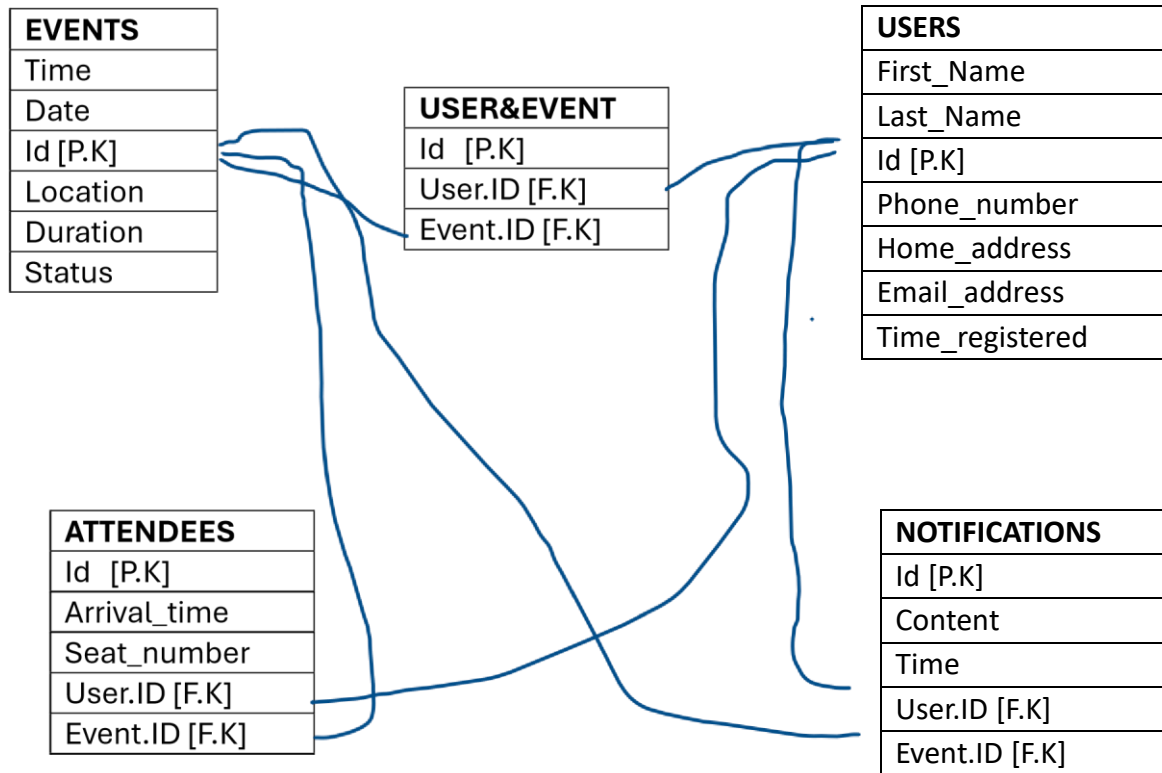 EVENTS
Time
Date
Id [P.K]
Location
Duration
Status
USER&EVENT
Id [P.K]
User.ID [F.K]
Event.ID [F.K]
USERS
First_Name
Last_Name
Id [P.K]
Phone_number
Home_address
Email_address
Time_registered
ATTENDEES
Id [P.K]
Arrival_time
Seat_number
User.ID [F.K]
Event.ID [F.K]
NOTIFICATIONS
Id [P.K]
Content
Time
User.ID [F.K]
Event.ID [F.K]